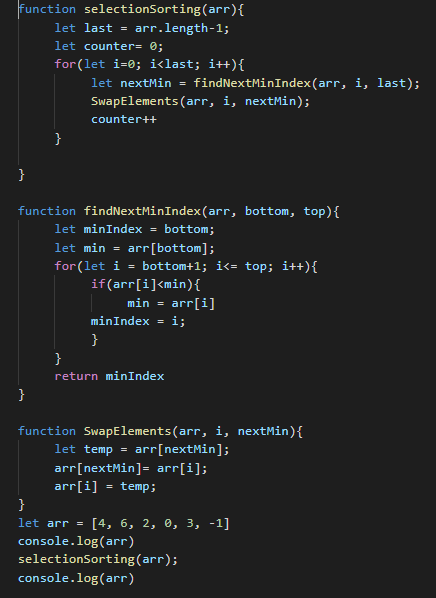 function selectionSorting(arr){
let last = arr.length-1;
let counter= 0;
for(let i=0; i<last; i++){
let nextMin = findNextMinIndex(arr, i, last);
SwapElements(arr, i, nextMin);
counter++
}
}
function findNextMinIndex(arr, bottom, top){
let minIndex = bottom;
let min = arr[bottom];
for(let i = bottom+1; i<= top; i++){
if(arr[i]<min){
min = arr[i]
minIndex = i;
}
}
return minIndex
}
function SwapElements(arr, i, nextMin){
let temp = arr[nextMin];
arr[nextMin]= arr[i];
arr[i] = temp;
}
let arr = [4, 6, 2, 0, 3, -1]
console.log(arr)
selectionSorting(arr);
console.log(arr)